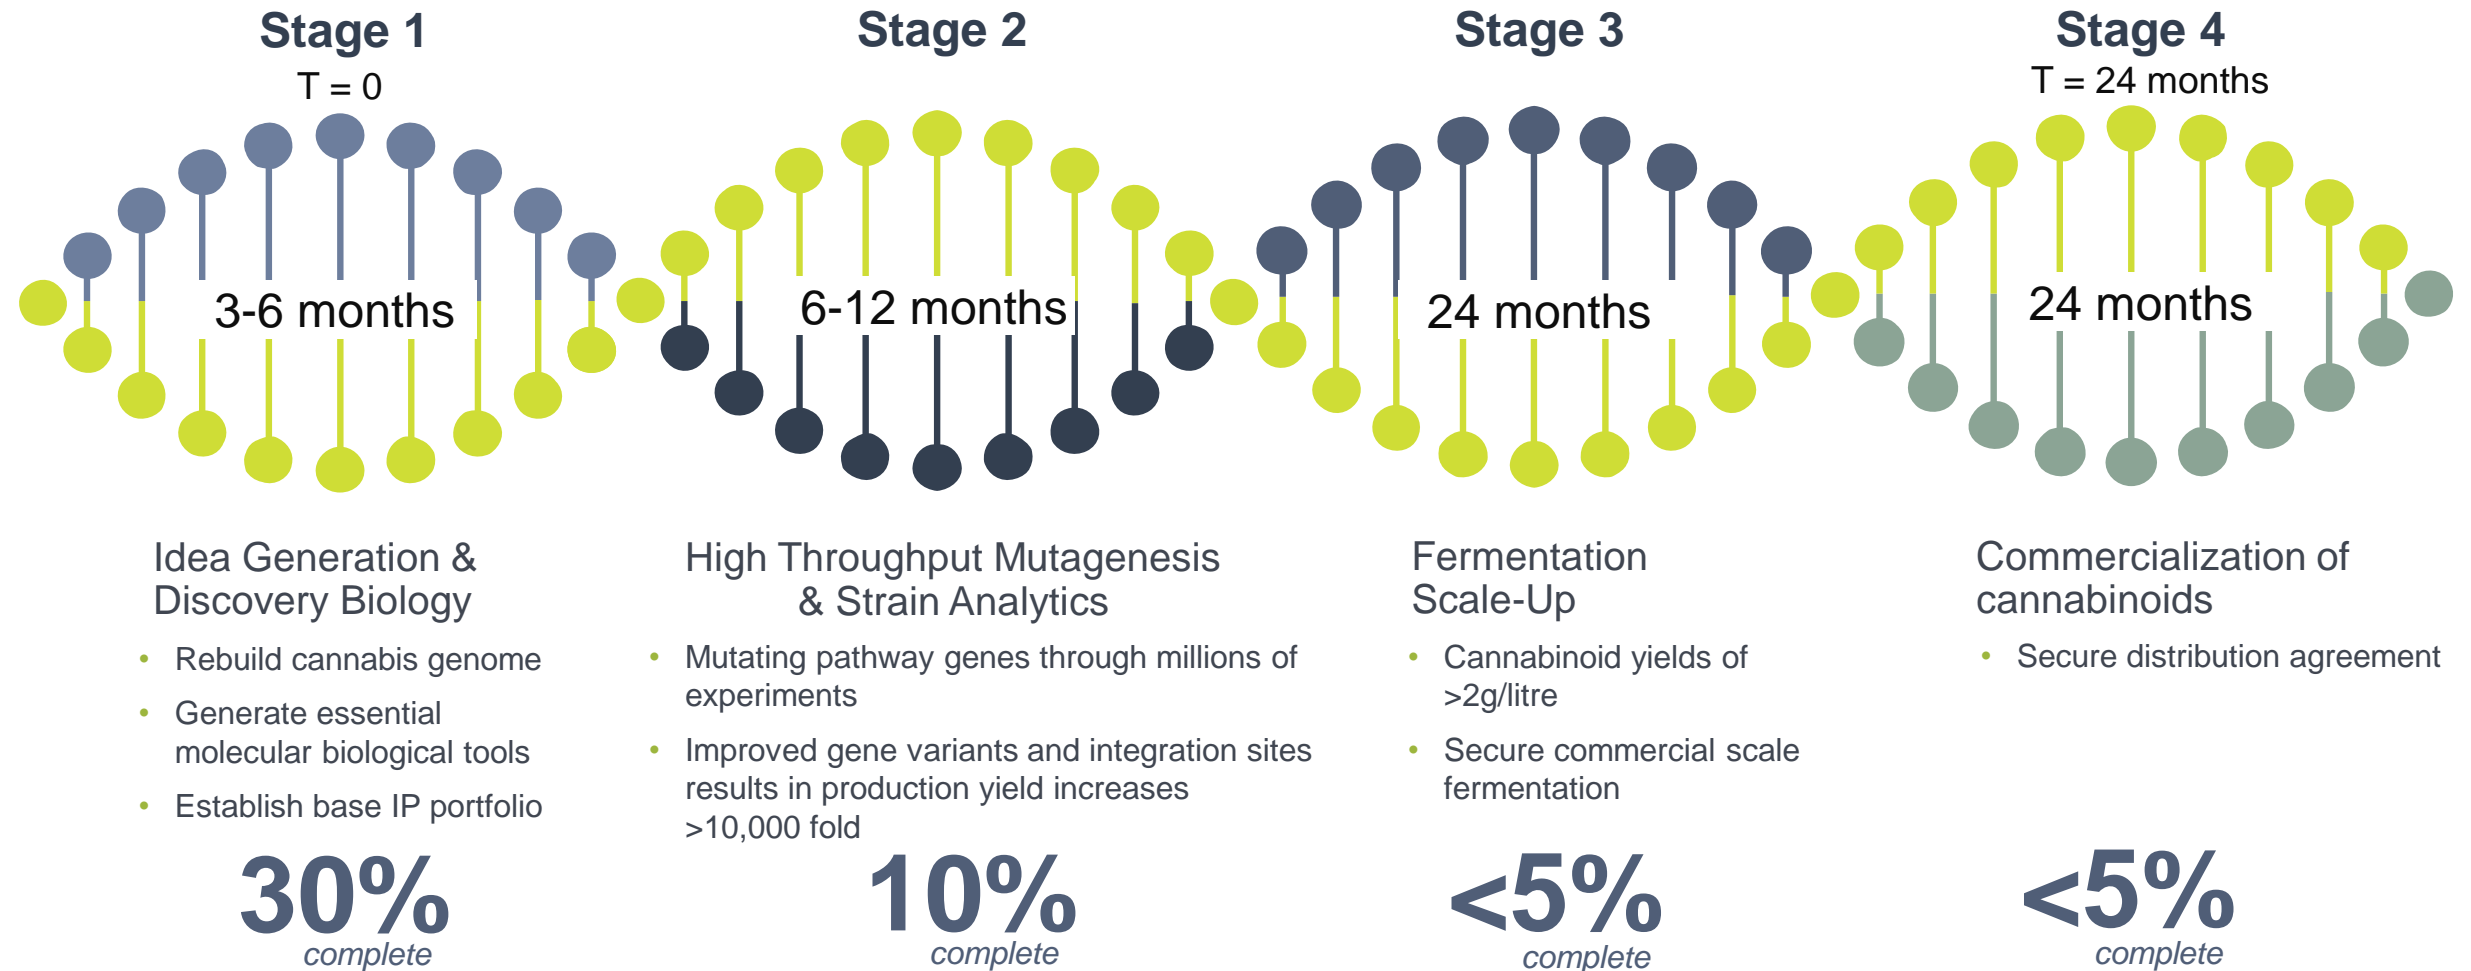 Stage 1
T = 0
3-6 months
Idea Generation &
Discovery Biology
• Rebuild cannabis genome
• Generate essential
molecular biological tools
• Establish base IP portfolio
30%
complete
Stage 2
6-12 months
High Throughput Mutagenesis
& Strain Analytics
• Mutating pathway genes through millions of
experiments
• Improved gene variants and integration sites
results in production yield increases
>10,000 fold
10%
complete
Stage 3
24 months
Fermentation
Scale-Up
• Cannabinoid yields of
>2g/litre
• Secure commercial scale
fermentation
<5%
complete
Stage 4
T = 24 months
24 months
Commercialization of
cannabinoids
• Secure distribution agreement
<5%
complete